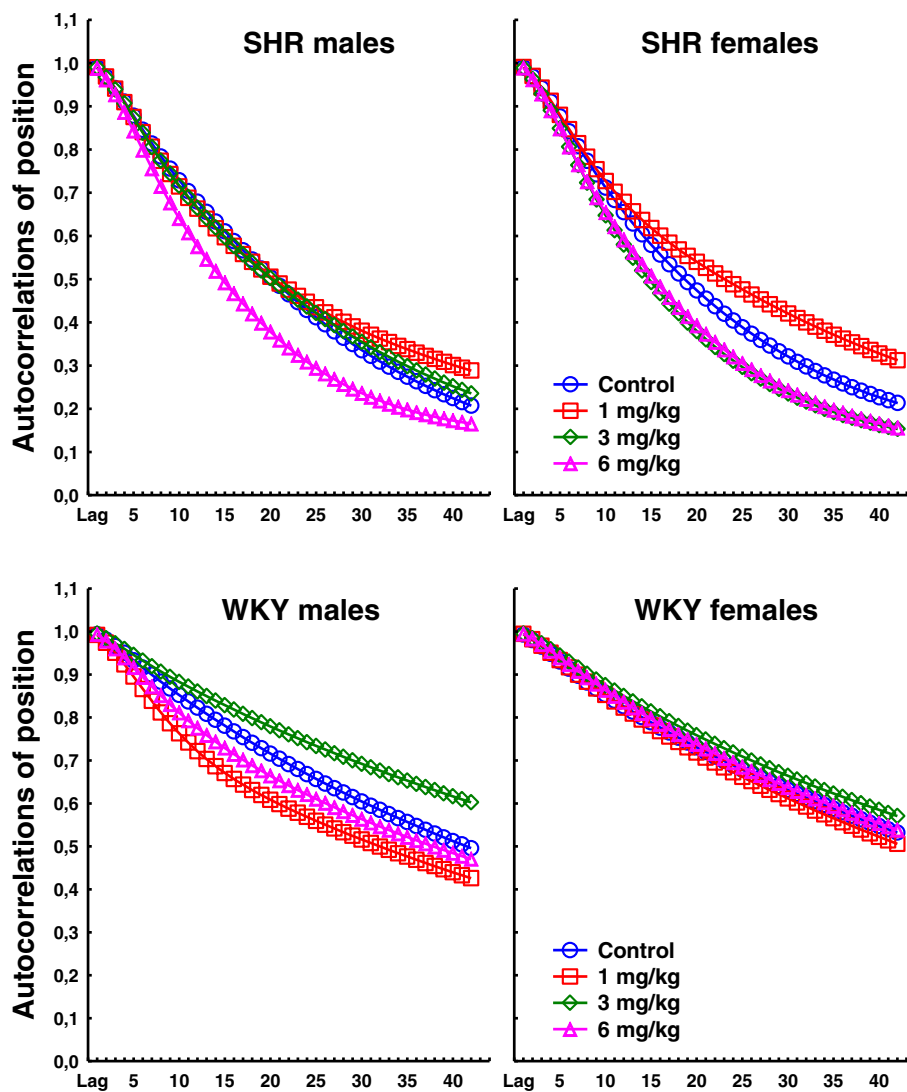 SHR males
SHR females
Autocorrelations of position
1,1
1,0
0,9
0,8
0,7
0,6
0,5
0,4
0,3
0,2
0,1
0,0
Control
1 mg/kg
3 mg/kg
6 mg/kg
Lag 5 10 15 20 25 30 35 40
Lag 5 10 15 20 25 30 35 40
WKY males
WKY females
Autocorrelations of position
1,1
1,0
0,9
0,8
0,7
0,6
0,5
0,4
0,3
0,2
0,1
0,0
Control
1 mg/kg
3 mg/kg
6 mg/kg
Lag 5 10 15 20 25 30 35 40
Lag 5 10 15 20 25 30 35 40